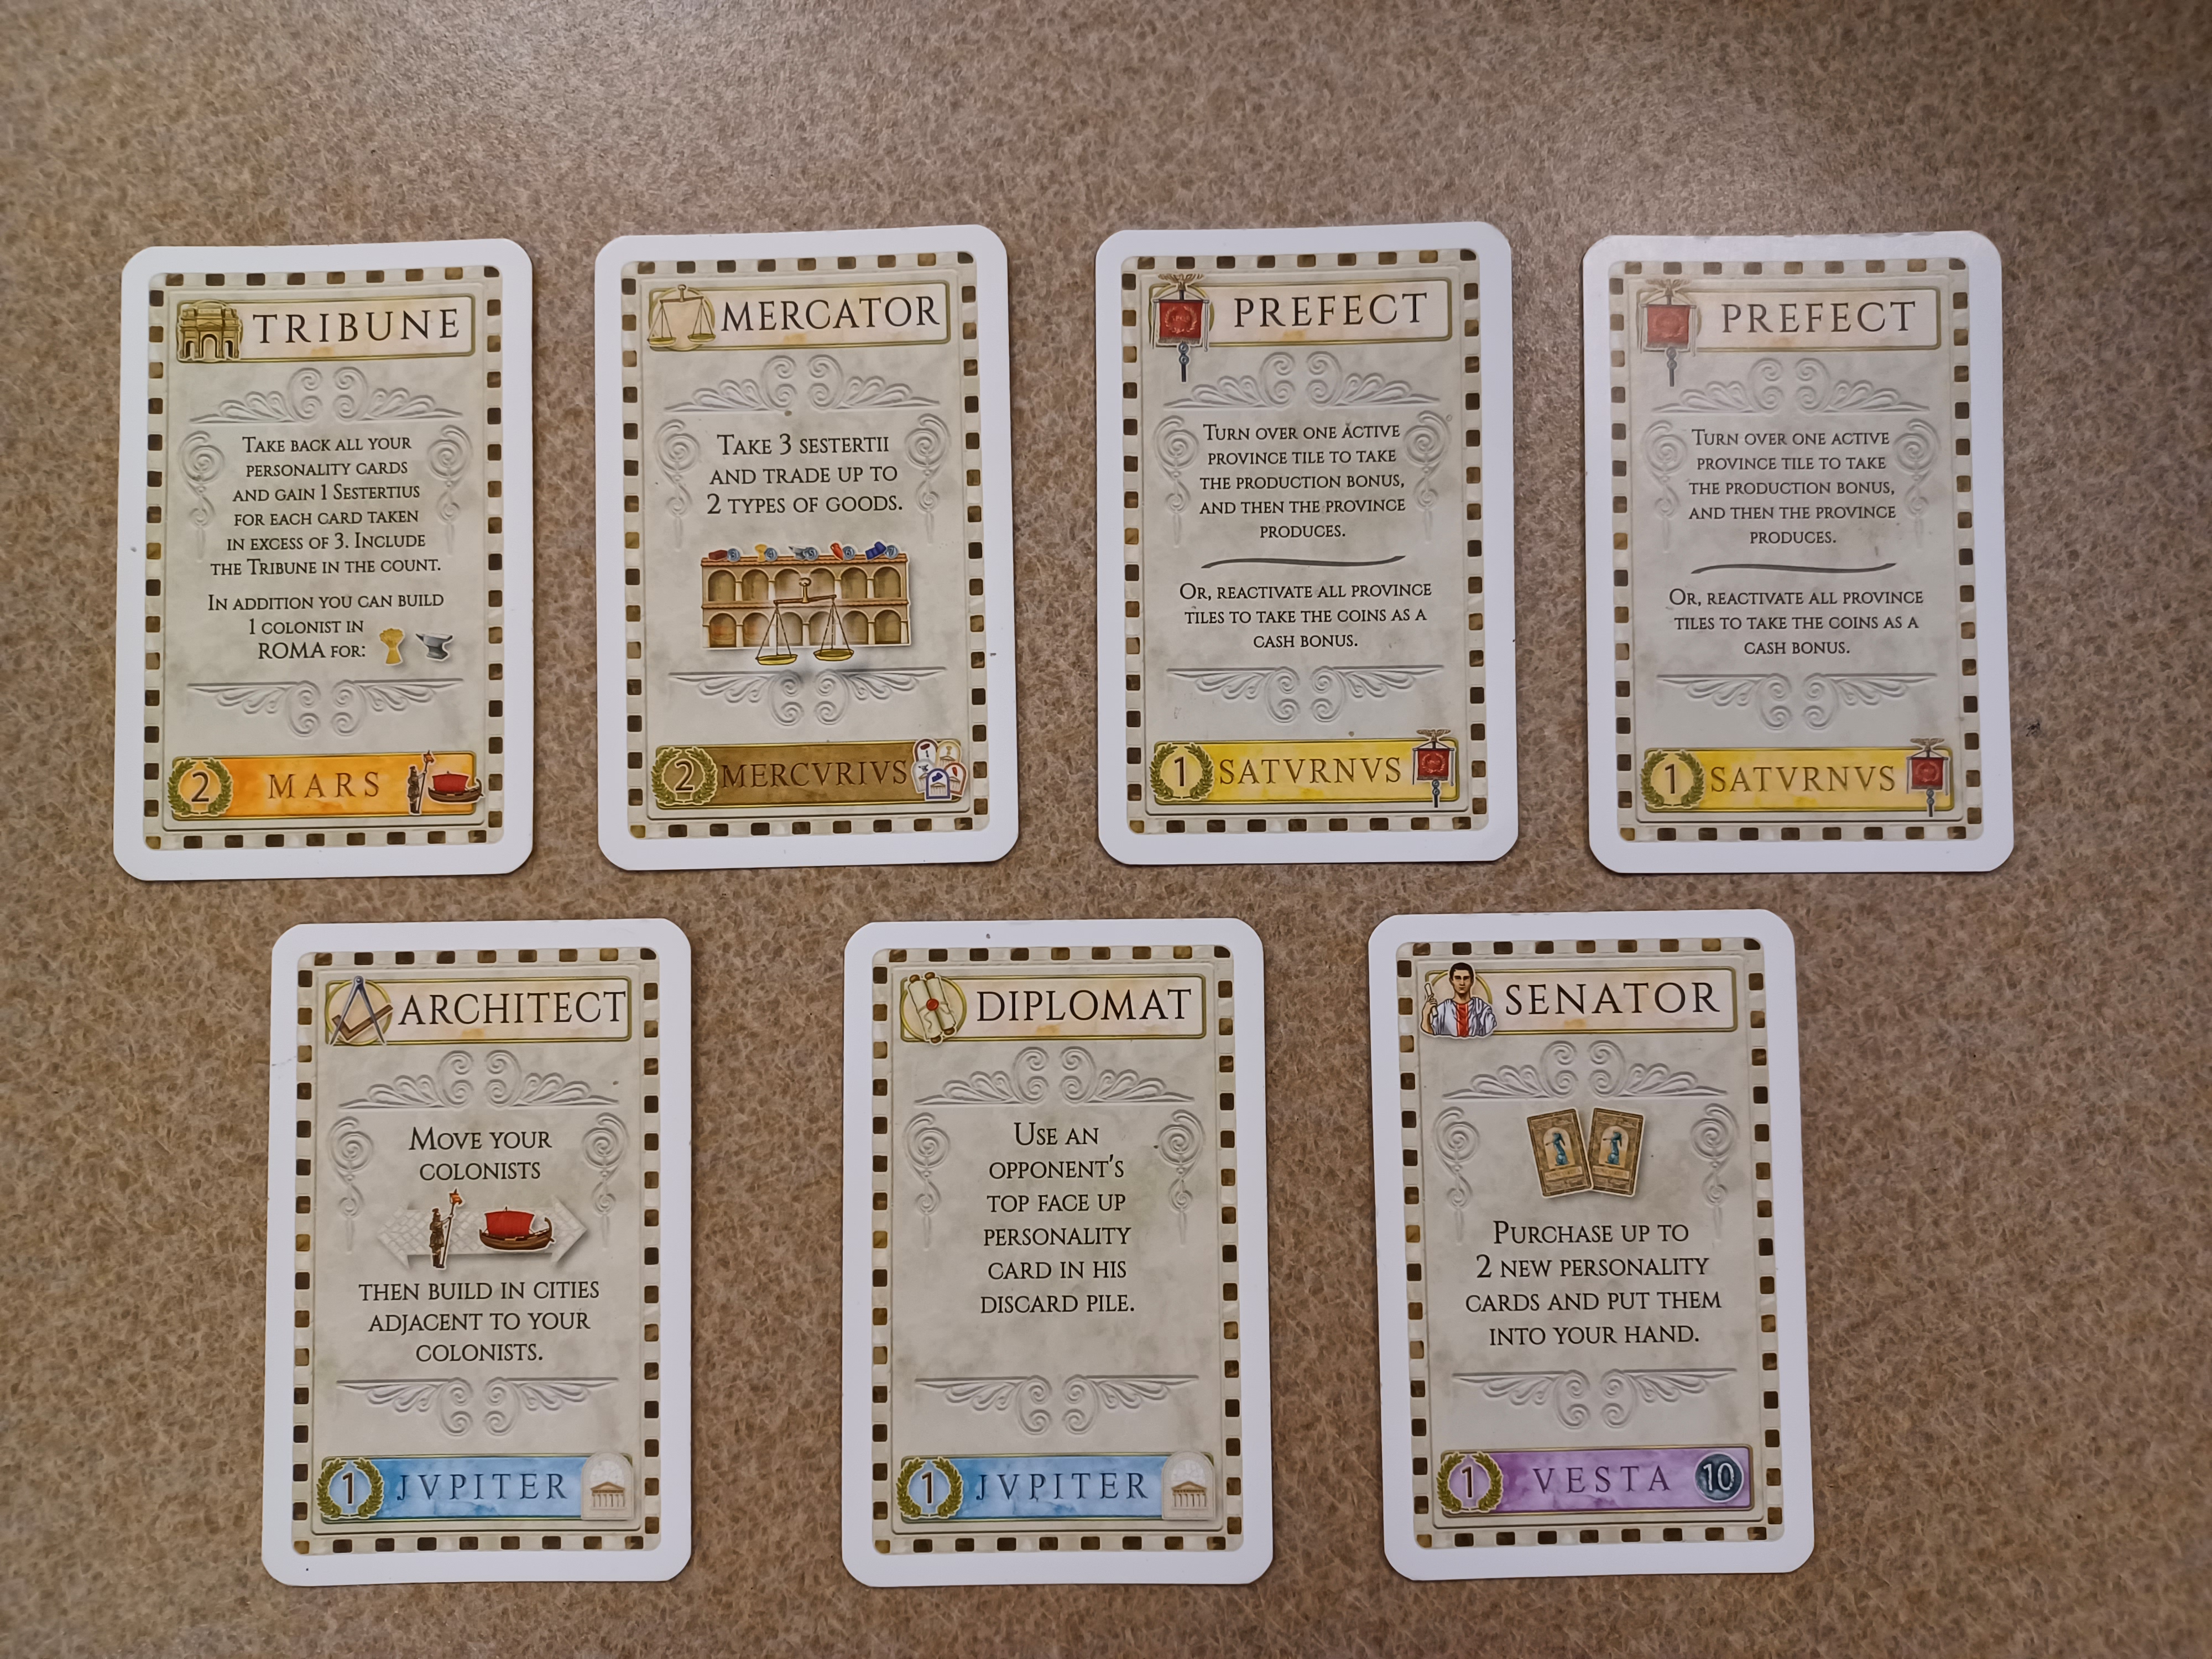 TRIBUNE
TAKE BACK ALL YOUR
PERSONALITY CARDS
AND GAIN 1 SESTERTIUS
FOR EACH CARD TAKEN
IN EXCESS OF 3. INCLUDE
THE TRIBUNE IN THE COUNT.
IN ADDITION YOU CAN BUILD
1 COLONIST IN
ROMA FOR:
2 MARS
MERCATOR
TAKE 3 SESTERTII
AND TRADE UP TO
2 TYPES OF GOODS.
2 MERCVRIVS
PREFECT
TURN OVER ONE ACTIVE
PROVINCE TILE TO TAKE
THE PRODUCTION BONUS,
AND THEN THE PROVINCE
PRODUCES.
OR, REACTIVATE ALL PROVINCE
TILES TO TAKE THE COINS AS A
CASH BONUS.
1 SATVRNVS
PREFECT
TURN OVER ONE ACTIVE
PROVINCE TILE TO TAKE
THE PRODUCTION BONUS,
AND THEN THE PROVINCE
PRODUCES.
OR, REACTIVATE ALL PROVINCE
TILES TO TAKE THE COINS AS A
CASH BONUS.
1 SATVRNVS
ARCHITECT
MOVE YOUR
COLONISTS
THEN BUILD IN CITIES
ADJACENT TO YOUR
COLONISTS.
1 JVPITER
DIPLOMAT
USE AN
OPPONENT'S
TOP FACE UP
PERSONALITY
CARD IN HIS
DISCARD PILE.
1 JVPITER
SENATOR
PURCHASE UP TO
2 NEW PERSONALITY
CARDS AND PUT THEM
INTO YOUR HAND.
1 VESTA 10